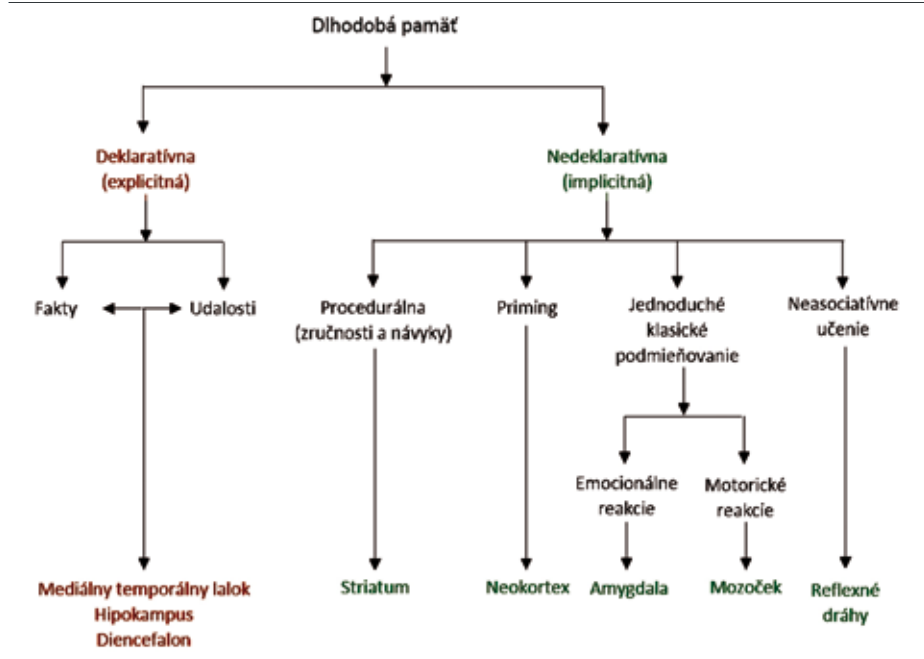 Dlhodobá pamäť
Deklaratívna
(explicitná)
Nedeklaratívna
(implicitná)
Fakty
Udalosti
Procedurálna
(zručnosti a návyky)
Priming
Jednoduché
klasické
podmieňovanie
Neasociatívne
učenie
Emocionálne
reakcie
Motorické
reakcie
Mediálny temporálny lalok
Hipokampus
Diencefalon
Striatum
Neokortex
Amygdala
Mozoček
Reflexné
dráhy